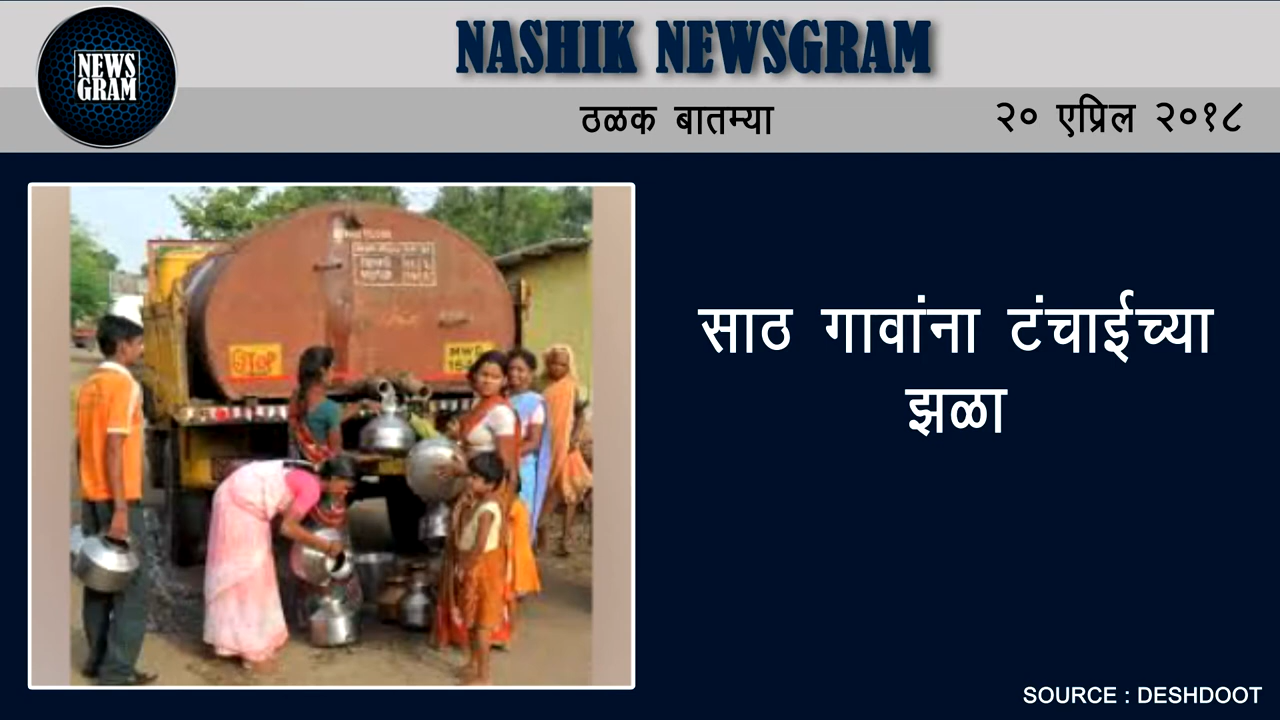 NEWS
GRAM
NASHIK NEWSGRAM
ठळक बातम्या
२० एप्रिल २०१८
साठ गावांना टंचाईच्या
झळा
SOURCE : DESHDOOT